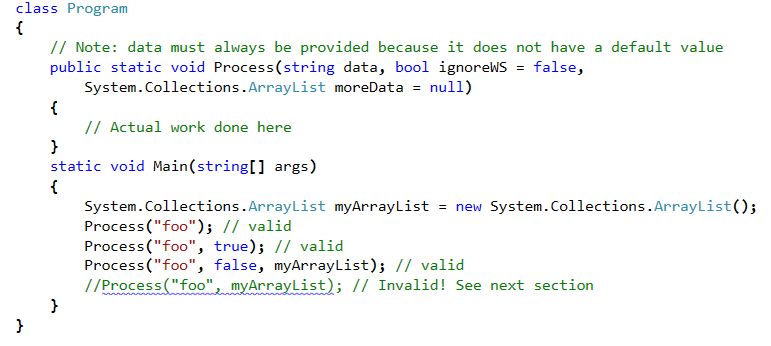 class Program
{
    // Note: data must always be provided because it does not have a default value
    public static void Process(string data, bool ignoreWS = false,
        System.Collections.ArrayList moreData = null)
    {
        // Actual work done here
    }
    static void Main(string[] args)
    {
        System.Collections.ArrayList myArrayList = new System.Collections.ArrayList();
        Process("foo"); // valid
        Process("foo", true); // valid
        Process("foo", false, myArrayList); // valid
        //Process("foo", myArrayList); // Invalid! See next section
    }
}